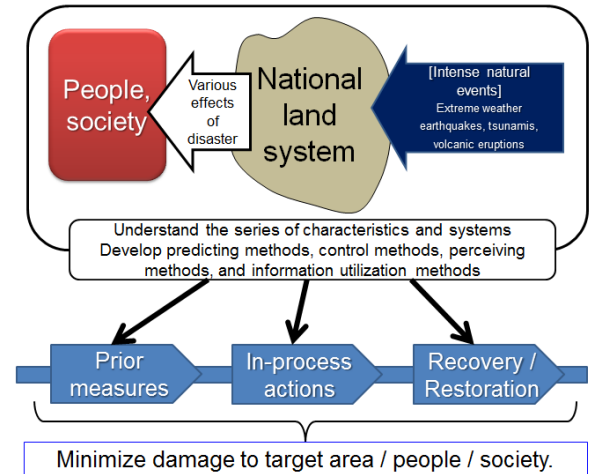 People,
society
Various
effects
of
disaster
National
land
system
[Intense natural
events]
Extreme weather
earthquakes, tsunamis,
volcanic eruptions
Understand the series of characteristics and systems
Develop predicting methods, control methods, perceiving
methods, and information utilization methods
Prior
measures
In-process
actions
Recovery /
Restoration
Minimize damage to target area / people / society.